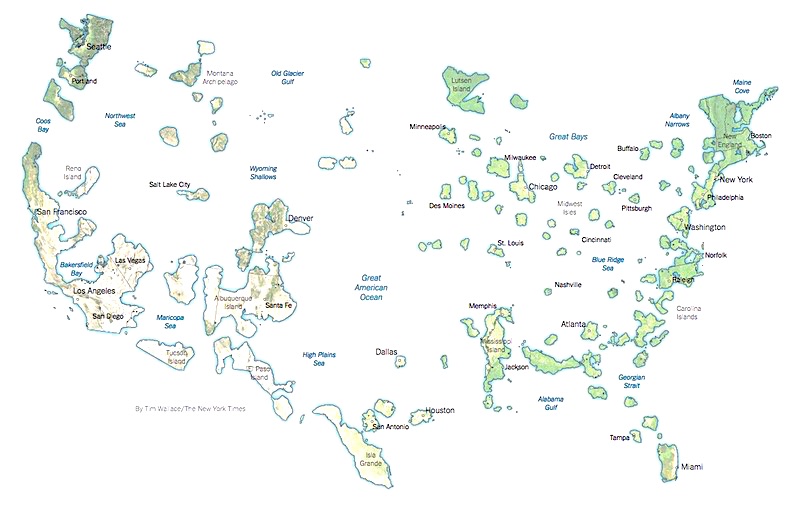 Seattle
Portland
Montana
Archipelago
Old Glacier
Gulf
Lutsen
Island
Maine
Cove
Coos
Bay
Northwest
Sea
Minneapolis
Great Bays
Albany
Narrows
New
England
Boston
Buffalo
Milwaukee
Detroit
Cleveland
New York
Reno
Island
Salt Lake City
Wyoming
Shallows
Chicago
Des Moines
Midwest
Isles
Pittsburgh
Philadelphia
San Francisco
Denver
Washington
St. Louis
Cincinnati
Bakersfield
Bay
Las Vegas
Blue Ridge
Sea
Norfolk
Raleigh
Great
American
Ocean
Los Angeles
San Diego
Maricopa
Sea
Albuquerque
Island
Santa Fe
Nashville
Memphis
Carolina
Islands
Atlanta
Mississippi
Island
Tucson
Island
High Plains
Sea
Dallas
Jackson
El Paso
Island
Georgian
Strait
Alabama
Gulf
By Tim Wallace/The New York Times
Houston
San Antonio
Tampa
Isla
Grande
Miami